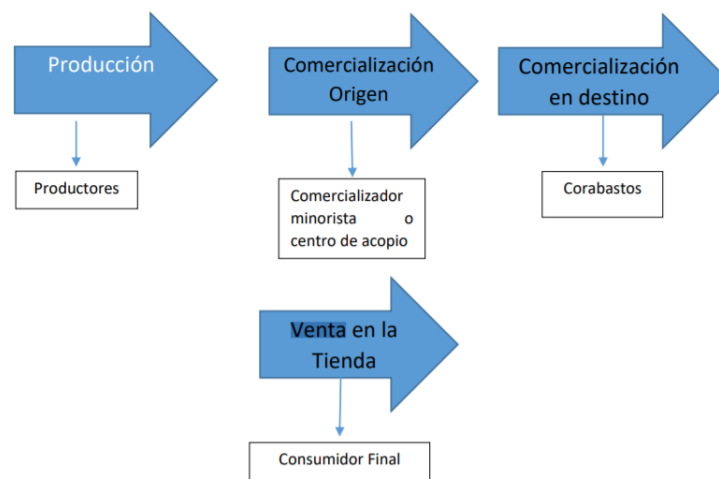 Producción
Comercialización
Origen
Comercialización
en destino
Productores
Comercializador
minorista o
centro de acopio
Corabastos
Venta en la
Tienda
Consumidor Final